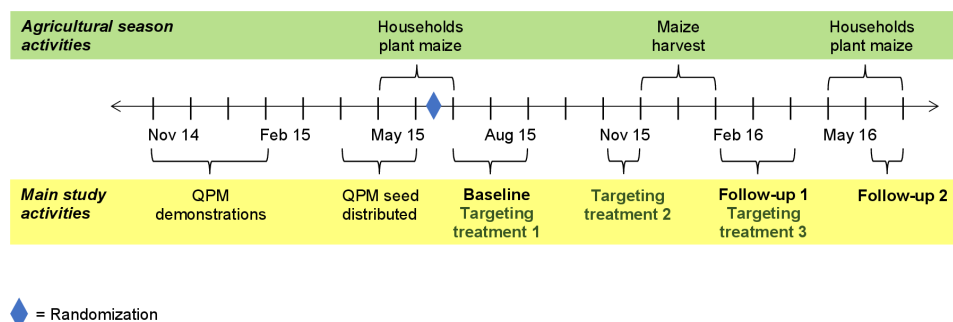 Agricultural season
activities
Households
plant maize
Maize
harvest
Households
plant maize
Nov 14
Feb 15
May 15
Aug 15
Nov 15
Feb 16
May 16
Main study
activities
QPM
demonstrations
QPM seed
distributed
Baseline
Targeting
treatment 1
Targeting
treatment 2
Follow-up 1
Targeting
treatment 3
Follow-up 2
= Randomization